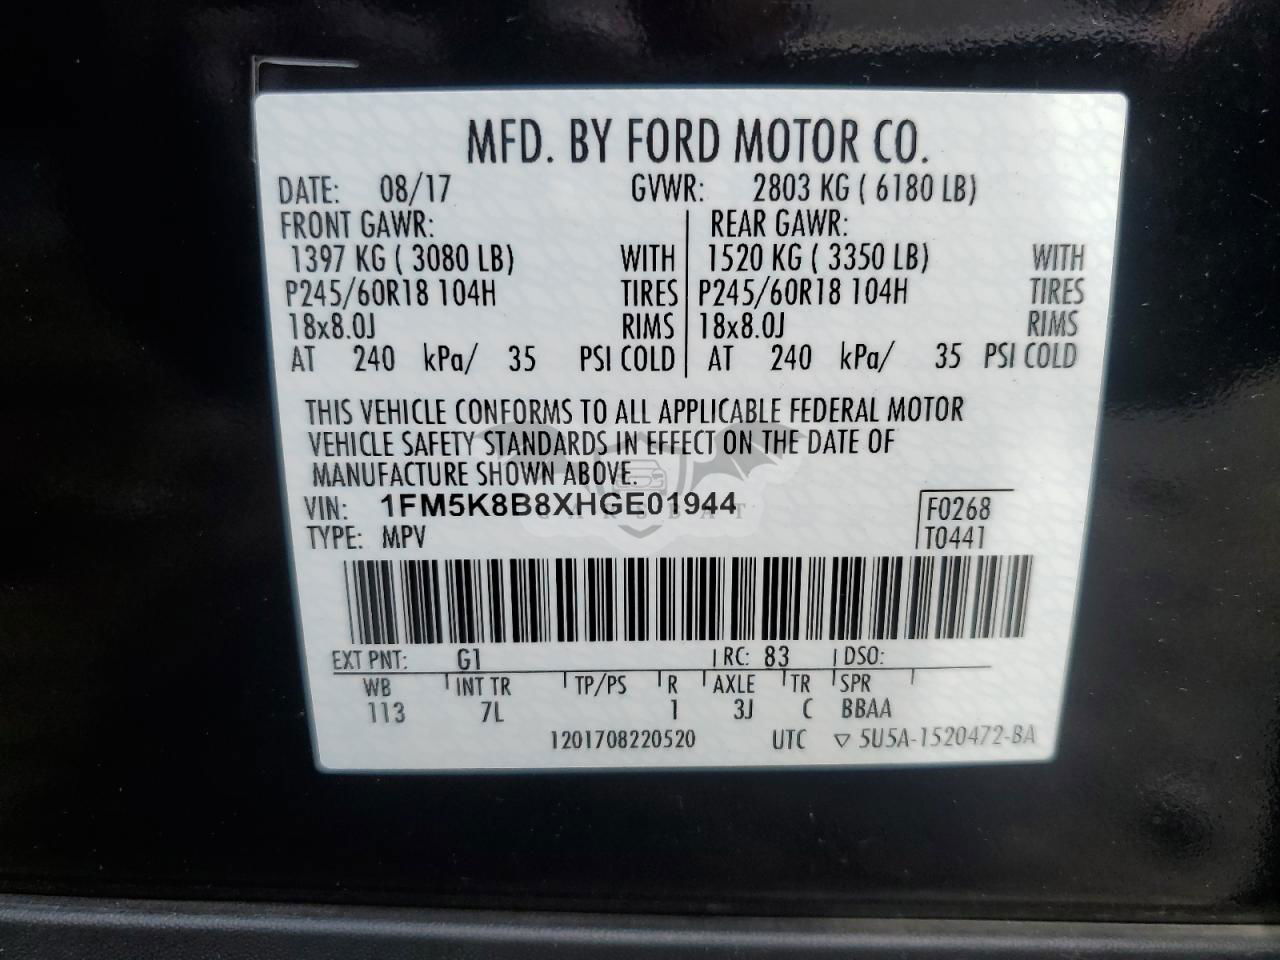 MFD. BY FORD MOTOR CO.
DATE: 08/17 GVWR: 2803 KG ( 6180 LB)
FRONT GAWR: REAR GAWR:
1397 KG ( 3080 LB) WITH 1520 KG ( 3350 LB) WITH
P245/60R18 104H TIRES P245/60R18 104H TIRES
18x8.0J RIMS 18x8.0J RIMS
AT 240 kPa/ 35 PSI COLD AT 240 kPa/ 35 PSI COLD
THIS VEHICLE CONFORMS TO ALL APPLICABLE FEDERAL MOTOR
VEHICLE SAFETY STANDARDS IN EFFECT ON THE DATE OF
MANUFACTURE SHOWN ABOVE.
VIN: 1FM5K8B8XHGE01944 F0268
TYPE: MPV T0441
EXT PNT: G1 RC: 83 DSO:
WB INT TR TP/PS R AXLE TR SPR
113 7L 1 3J C BBAA
1201708220520 UTC ▽ 5U5A-1520472-BA